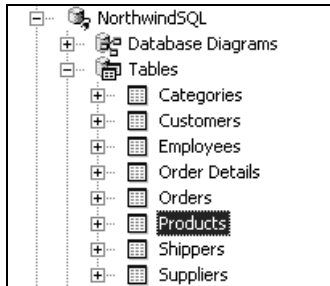 NorthwindSQL
Database Diagrams
Tables
Categories
Customers
Employees
Order Details
Orders
Products
Shippers
Suppliers